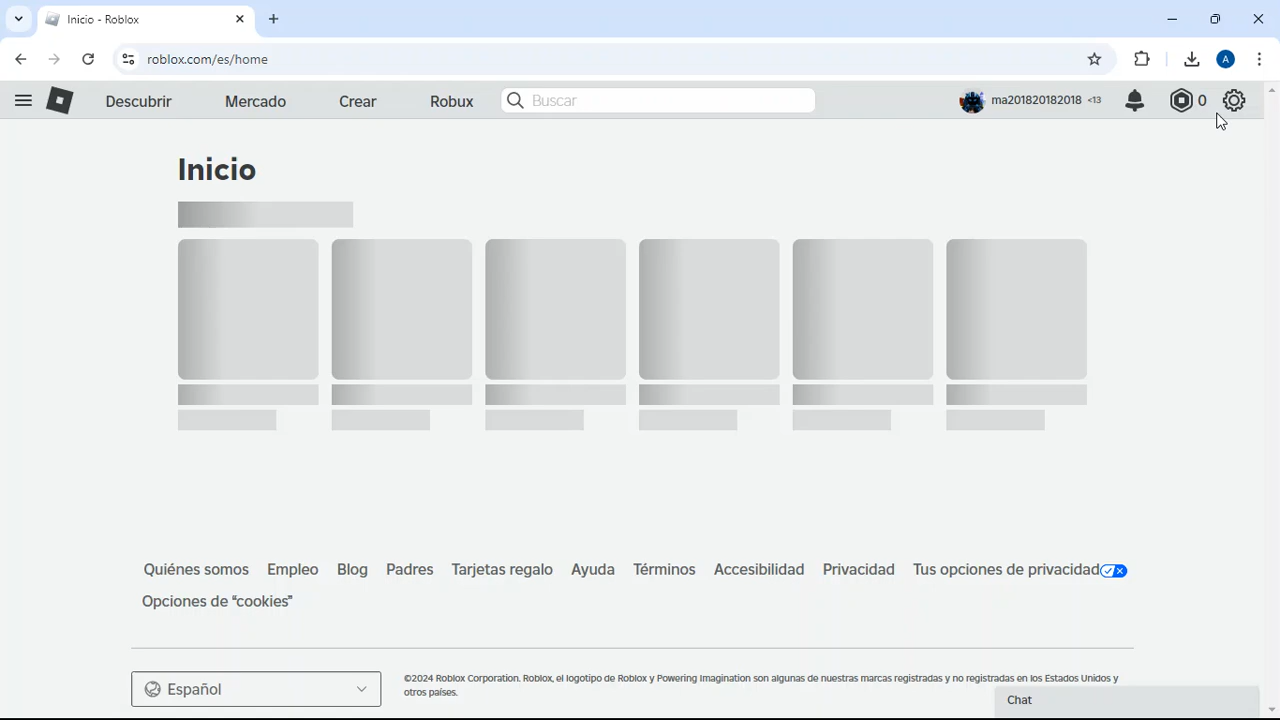 Inicio - Roblox
roblox.com/es/home
A
Descubrir
Mercado
Crear
Robux
Buscar
ma201820182018 <13
0
Inicio
Quiénes somos
Empleo
Blog
Padres
Tarjetas regalo
Ayuda
Términos
Accesibilidad
Privacidad
Tus opciones de privacidad
Opciones de “cookies”
Español
©2024 Roblox Corporation. Roblox, el logotipo de Roblox y Powering Imagination son algunas de nuestras marcas registradas y no registradas en los Estados Unidos y
otros países.
Chat